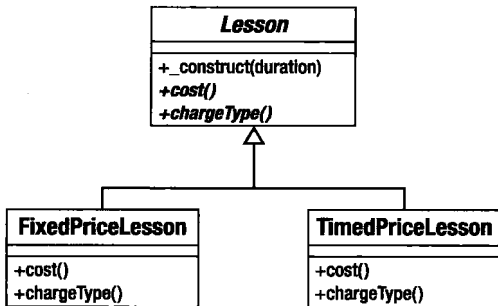 Lesson
+_construct(duration)
+cost()
+chargeType()
FixedPriceLesson
+cost()
+chargeType()
TimedPriceLesson
+cost()
+chargeType()